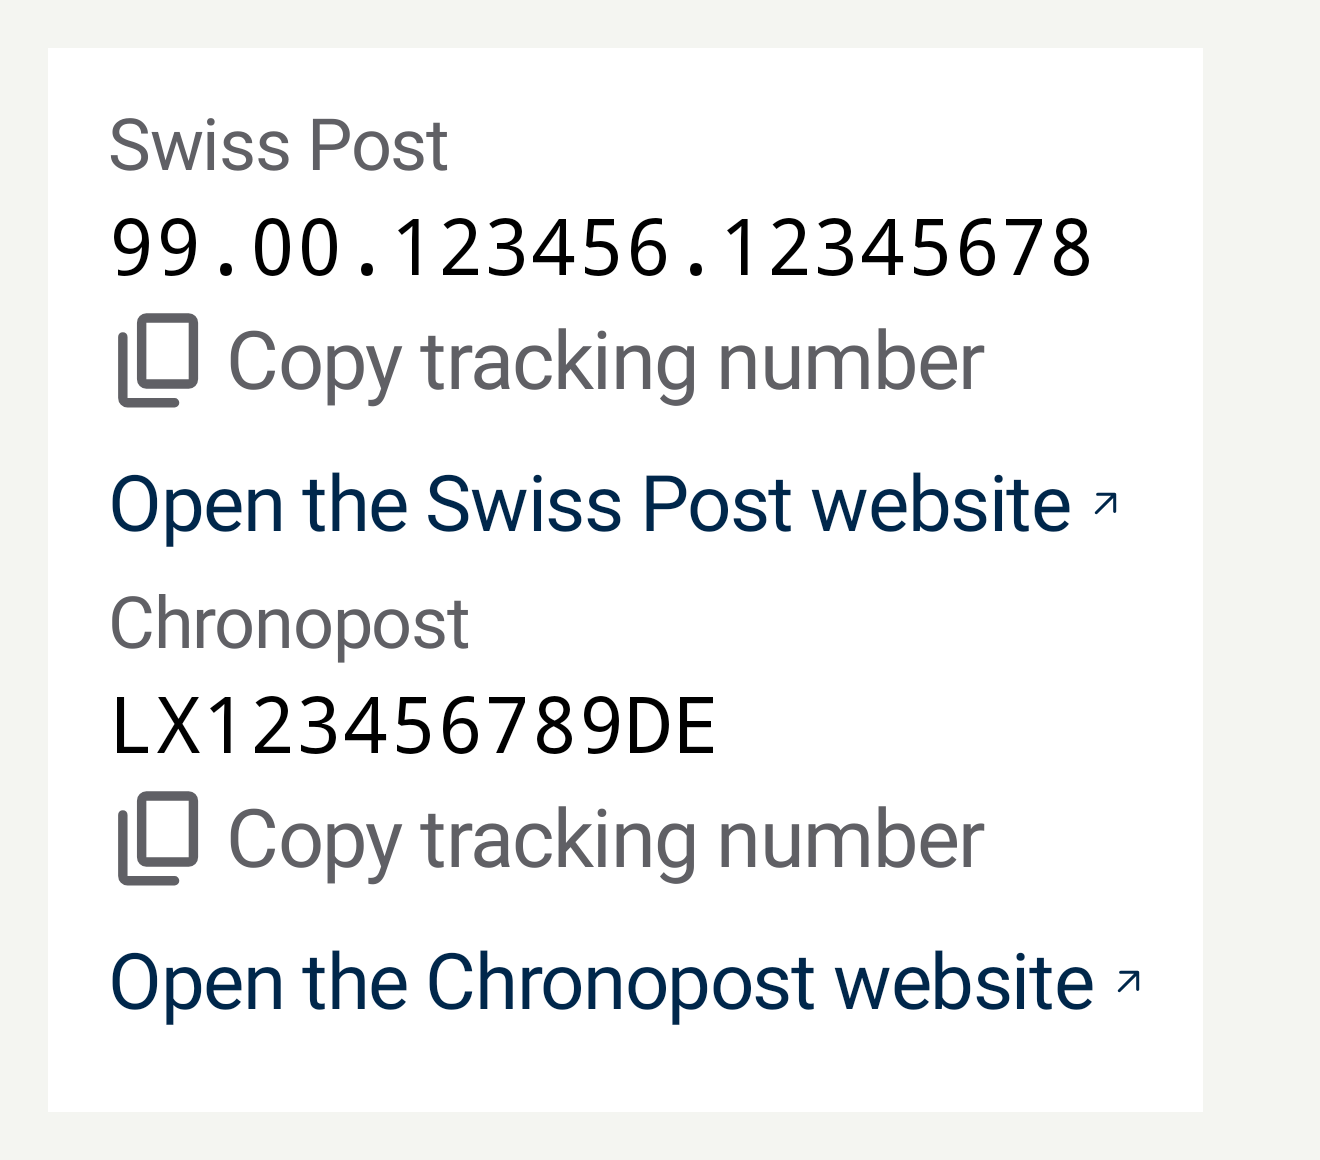 Swiss Post
99.00.123456.12345678
Copy tracking number
Open the Swiss Post website
Chronopost
LX123456789DE
Copy tracking number
Open the Chronopost website